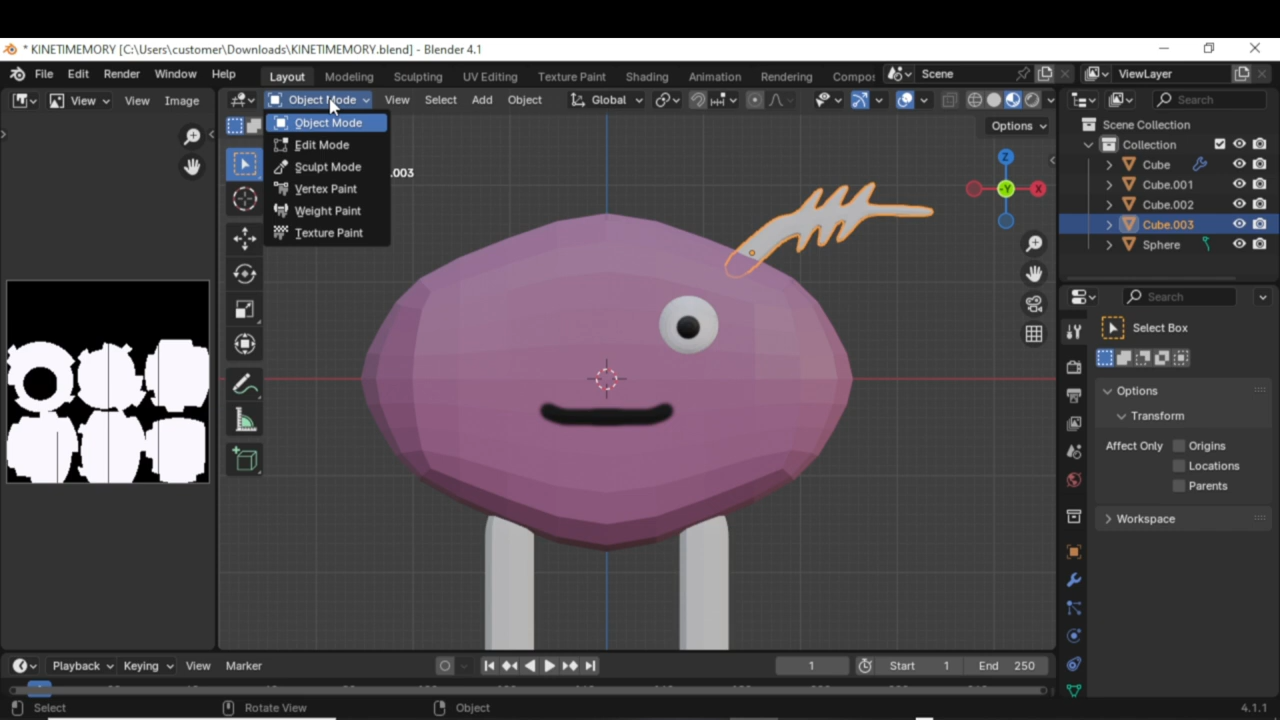 * KINETIMEMORY [C:\Users\customer\Downloads\KINETIMEMORY.blend] - Blender 4.1
File Edit Render Window Help
Layout Modeling Sculpting UV Editing Texture Paint Shading Animation Rendering Compos
Scene
ViewLayer
View View Image
Object Mode View Select Add Object
Global
Search
Options
Object Mode
Edit Mode
Sculpt Mode
Vertex Paint
Weight Paint
Texture Paint
.003
Z
X
-Y
Scene Collection
Collection
Cube
Cube.001
Cube.002
Cube.003
Sphere
Search
Select Box
Options
Transform
Affect Only Origins
Locations
Parents
Workspace
Playback Keying View Marker
1
Start 1 End 250
Select Rotate View Object 4.1.1